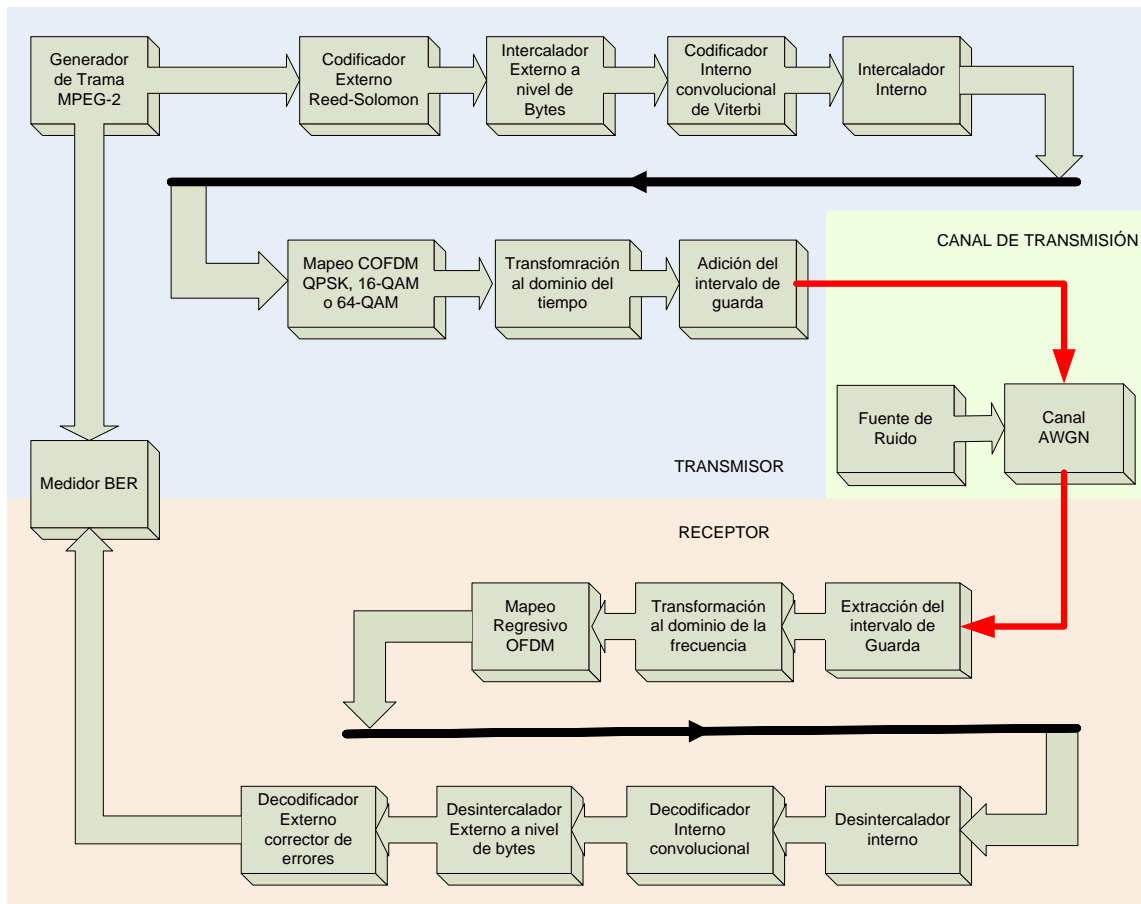 Generador
de Trama
MPEG-2
Codificador
Externo
Reed-Solomon
Intercalador
Externo a
nivel de
Bytes
Codificador
Interno
convolucional
de Viterbi
Intercalador
Interno
Mapeo COFDM
QPSK, 16-QAM
o 64-QAM
Transfomración
al dominio del
tiempo
Adición del
intervalo de
guarda
CANAL DE TRANSMISIÓN
Fuente de
Ruido
Canal
AWGN
TRANSMISOR
Medidor BER
RECEPTOR
Mapeo
Regresivo
OFDM
Transformación
al dominio de la
frecuencia
Extracción del
intervalo de
Guarda
Decodificador
Externo
corrector de
errores
Desintercalador
Externo a nivel
de bytes
Decodificador
Interno
convolucional
Desintercalador
interno